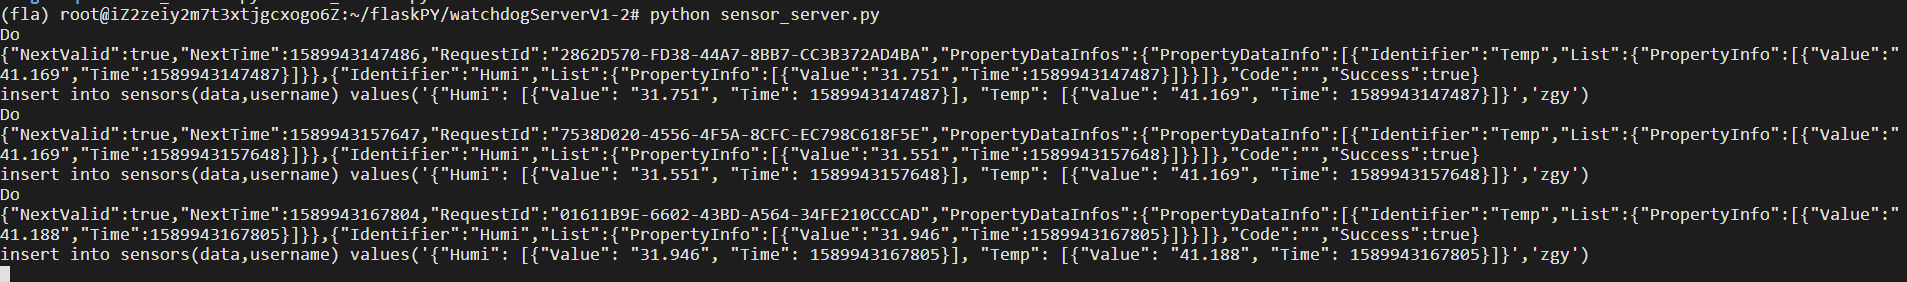 (fla) root@iZ2zeiy2m7t3xtjgcxogo6Z:~/flaskPY/watchdogServerV1-2# python sensor_server.py
Do
{"NextValid":true,"NextTime":1589943147486,"RequestId":"2862D570-FD38-44A7-8BB7-CC3B372AD4BA","PropertyDataInfos":{"PropertyDataInfo":[{"Identifier":"Temp","List":{"PropertyInfo":[{"Value":"
41.169","Time":1589943147487}]}},{"Identifier":"Humi","List":{"PropertyInfo":[{"Value":"31.751","Time":1589943147487}]}}]},"Code":"","Success":true}
insert into sensors(data,username) values('{"Humi": [{"Value": "31.751", "Time": 1589943147487}], "Temp": [{"Value": "41.169", "Time": 1589943147487}]}','zgy')
Do
{"NextValid":true,"NextTime":1589943157647,"RequestId":"7538D020-4556-4F5A-8CFC-EC798C618F5E","PropertyDataInfos":{"PropertyDataInfo":[{"Identifier":"Temp","List":{"PropertyInfo":[{"Value":"
41.169","Time":1589943157648}]}},{"Identifier":"Humi","List":{"PropertyInfo":[{"Value":"31.551","Time":1589943157648}]}}]},"Code":"","Success":true}
insert into sensors(data,username) values('{"Humi": [{"Value": "31.551", "Time": 1589943157648}], "Temp": [{"Value": "41.169", "Time": 1589943157648}]}','zgy')
Do
{"NextValid":true,"NextTime":1589943167804,"RequestId":"01611B9E-6602-43BD-A564-34FE210CCCAD","PropertyDataInfos":{"PropertyDataInfo":[{"Identifier":"Temp","List":{"PropertyInfo":[{"Value":"
41.188","Time":1589943167805}]}},{"Identifier":"Humi","List":{"PropertyInfo":[{"Value":"31.946","Time":1589943167805}]}}]},"Code":"","Success":true}
insert into sensors(data,username) values('{"Humi": [{"Value": "31.946", "Time": 1589943167805}], "Temp": [{"Value": "41.188", "Time": 1589943167805}]}','zgy')